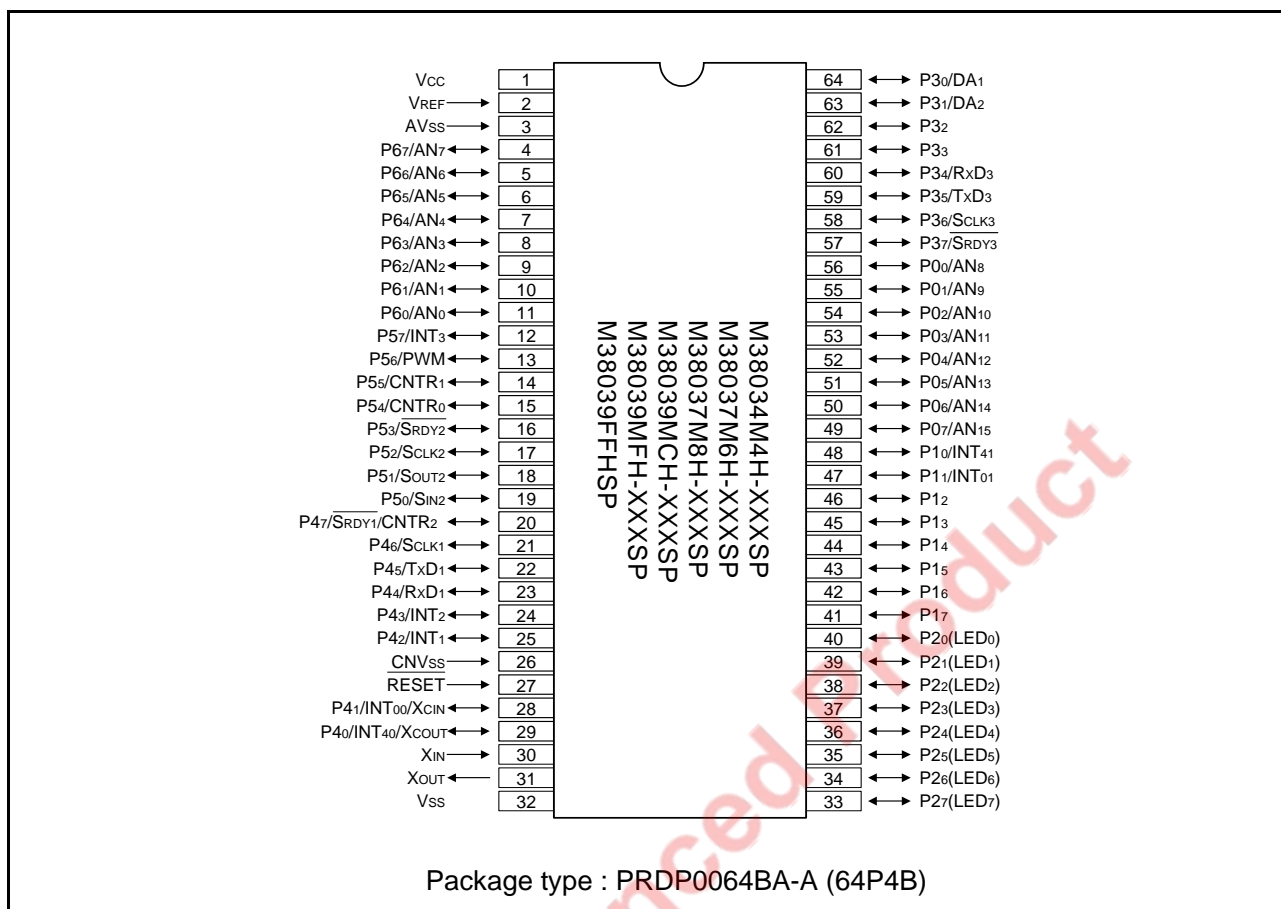 Vcc 1 64 P30/DA1
VREF 2 63 P31/DA2
AVss 3 62 P32
P67/AN7 4 61 P33
P66/AN6 5 60 P34/RxD3
P65/AN5 6 59 P35/TxD3
P64/AN4 7 58 P36/SCLK3
P63/AN3 8 57 P37/SRDY3
P62/AN2 9 56 P00/AN8
P61/AN1 10 55 P01/AN9
P60/AN0 11 54 P02/AN10
P57/INT3 12 53 P03/AN11
P56/PWM 13 52 P04/AN12
P55/CNTR1 14 51 P05/AN13
P54/CNTR0 15 50 P06/AN14
P53/SRDY2 16 49 P07/AN15
P52/SCLK2 17 48 P10/INT41
P51/SOUT2 18 47 P11/INT01
P50/SIN2 19 46 P12
P47/SRDY1/CNTR2 20 45 P13
P46/SCLK1 21 44 P14
P45/TxD1 22 43 P15
P44/RxD1 23 42 P16
P43/INT2 24 41 P17
P42/INT1 25 40 P20(LED0)
CNVss 26 39 P21(LED1)
RESET 27 38 P22(LED2)
P41/INT00/XCIN 28 37 P23(LED3)
P40/INT40/XCOUT 29 36 P24(LED4)
XIN 30 35 P25(LED5)
XOUT 31 34 P26(LED6)
Vss 32 33 P27(LED7)
M38034M4H-XXXSP
M38037M6H-XXXSP
M38037M8H-XXXSP
M38039MCH-XXXSP
M38039MFH-XXXSP
M38039FFHSP
Package type : PRDP0064BA-A (64P4B)
nced Product